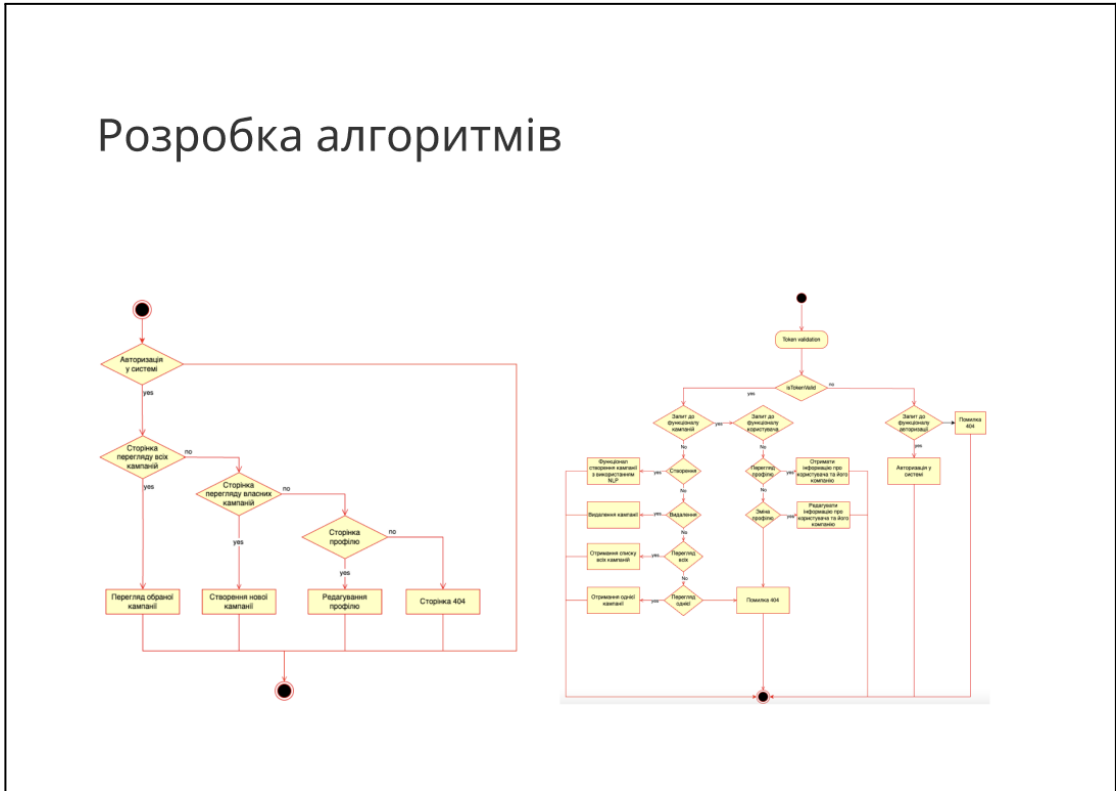 Розробка алгоритмів
Авторизація
у системі
yes
Сторінка
перегляду всіх
кампаній
no
yes
Сторінка
перегляду власних
кампаній
no
yes
Сторінка
профілю
no
yes
Перегляд обраної
кампанії
Створення нової
кампанії
Редагування
профілю
Сторінка 404
Token validation
isTokenValid
no
yes
Запит до
функціоналу
кампаній
yes
Запит до
функціоналу
користувача
Запит до
функціоналу
авторизації
Помилка
404
No
No
yes
Функціонал
створення кампанії
з використанням
NLP
yes
Створення
Перегляд
профілю
yes
Отримати
інформацію про
користувача та його
компанію
Авторизація у
системі
No
No
Видалення кампанії
yes
Видалення
Зміна
профілю
yes
Редагувати
інформацію про
користувача та його
компанію
No
Отримання списку
всіх кампаній
yes
Перегляд
всіх
No
Отримання однієї
кампанії
yes
Перегляд
однієї
Помилка 404